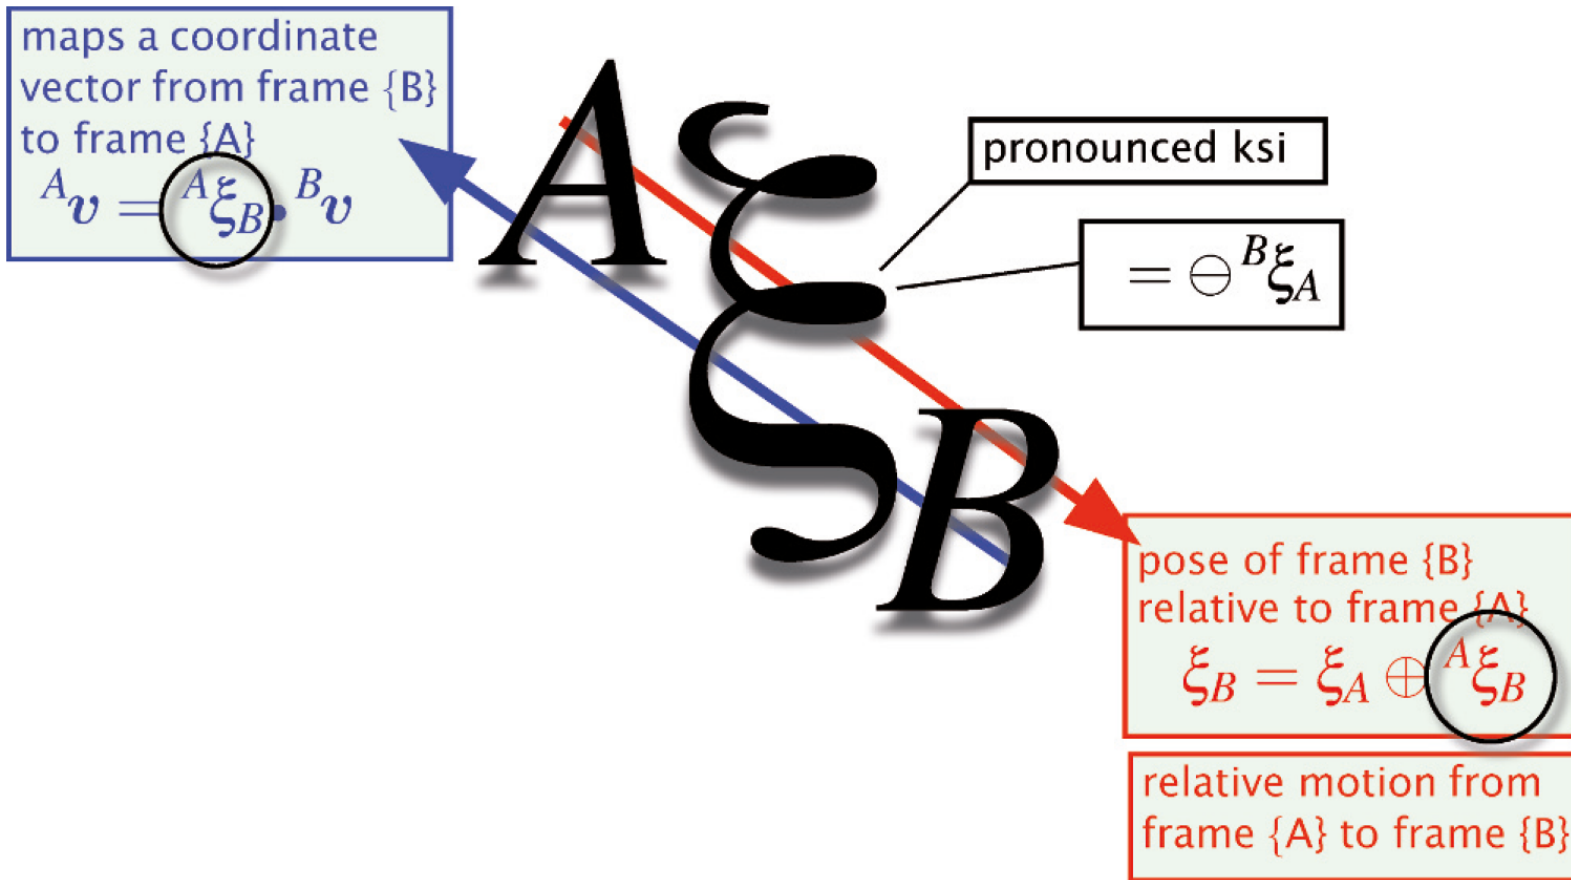 maps a coordinate
vector from frame {B}
to frame {A}
ᴬv = ᴬξ_B • ᴮv
ᴬξ_B
pronounced ksi
= ⊖ ᴮξ_A
pose of frame {B}
relative to frame {A}
ξ_B = ξ_A ⊕ ᴬξ_B
relative motion from
frame {A} to frame {B}